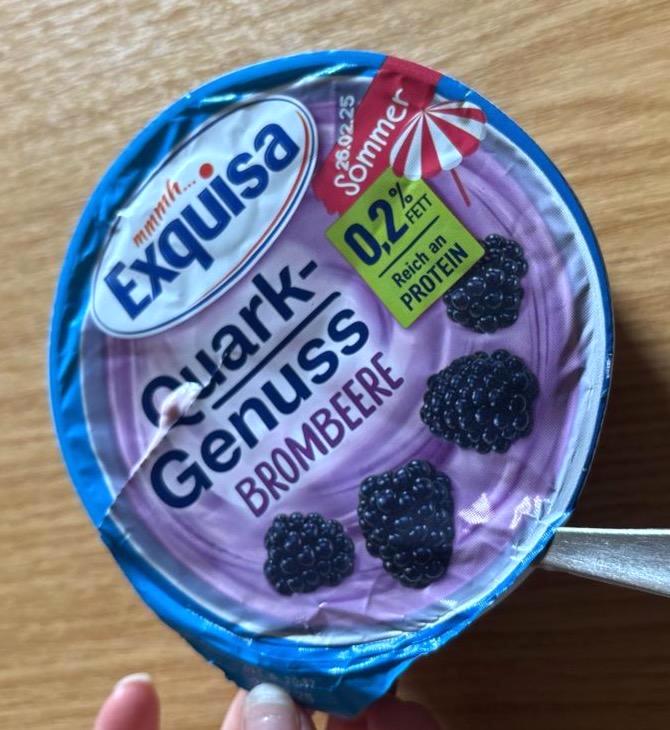 mmmh...
Exquisa
26.02.25
Sommer
0,2% FETT
Reich an
PROTEIN
Quark-
Genuss
BROMBEERE